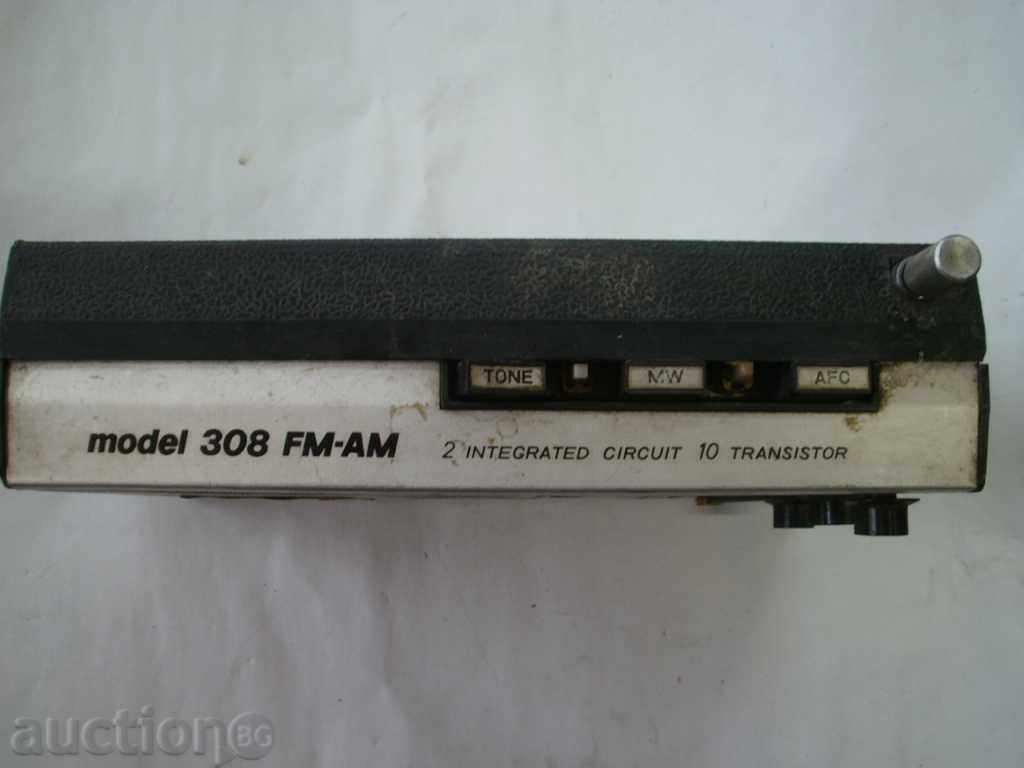 TONE MW AFC
model 308 FM-AM 2 INTEGRATED CIRCUIT 10 TRANSISTOR
auctionBG